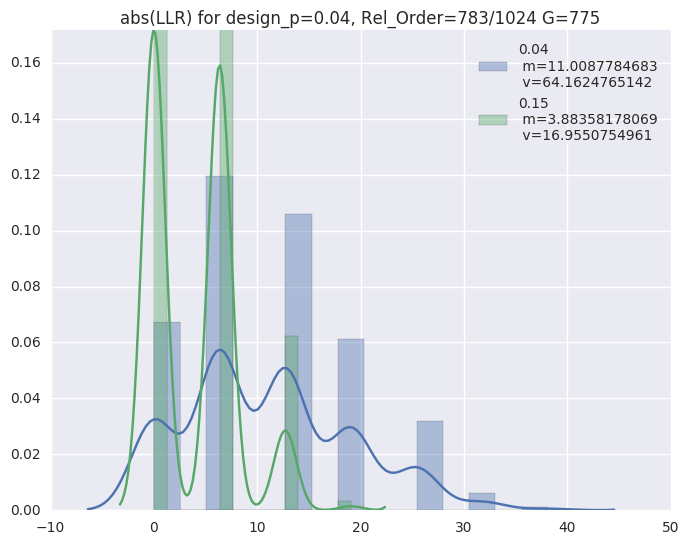 abs(LLR) for design_p=0.04, Rel_Order=783/1024 G=775
0.04
m=11.0087784683
v=64.1624765142
0.15
m=3.88358178069
v=16.9550754961
0.16
0.14
0.12
0.10
0.08
0.06
0.04
0.02
0.00
−10 0 10 20 30 40 50